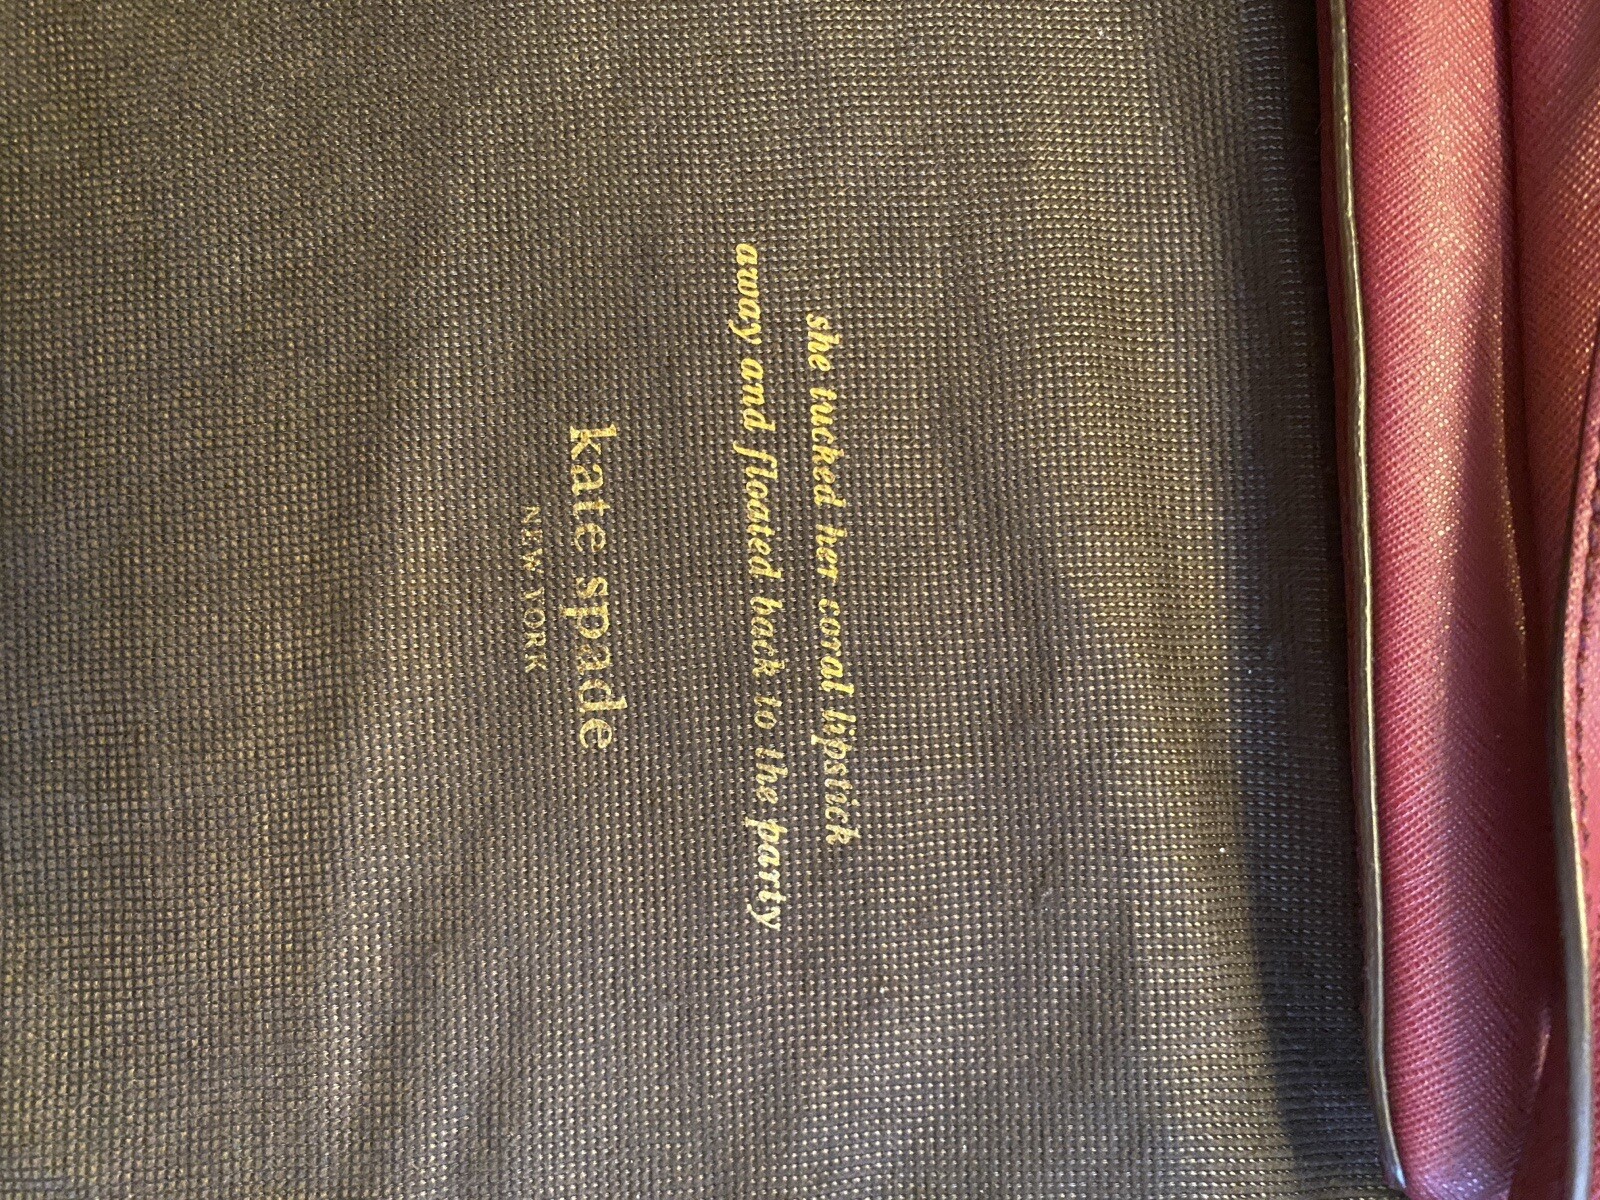 she tucked her coral lipstick
away and floated back to the party
kate spade
NEW YORK